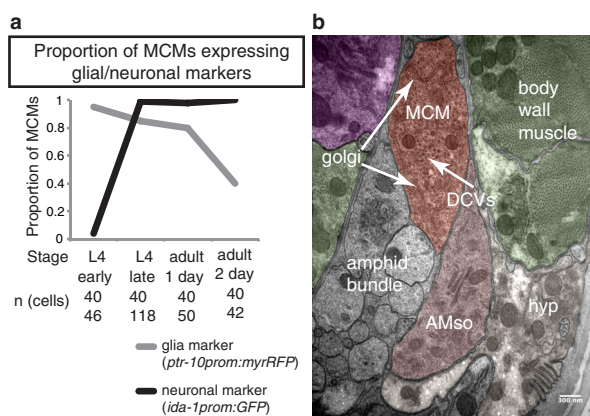 a
Proportion of MCMs expressing
glial/neuronal markers
Proportion of MCMs
1
0.8
0.6
0.4
0.2
0
Stage L4 early L4 late adult 1 day adult 2 day
n (cells) 40 40 40 40
46 118 50 42
glia marker
(ptr-10prom:myrRFP)
neuronal marker
(ida-1prom:GFP)
b
MCM
body
wall
muscle
golgi
DCVs
amphid
bundle
AMso
hyp
300 nm